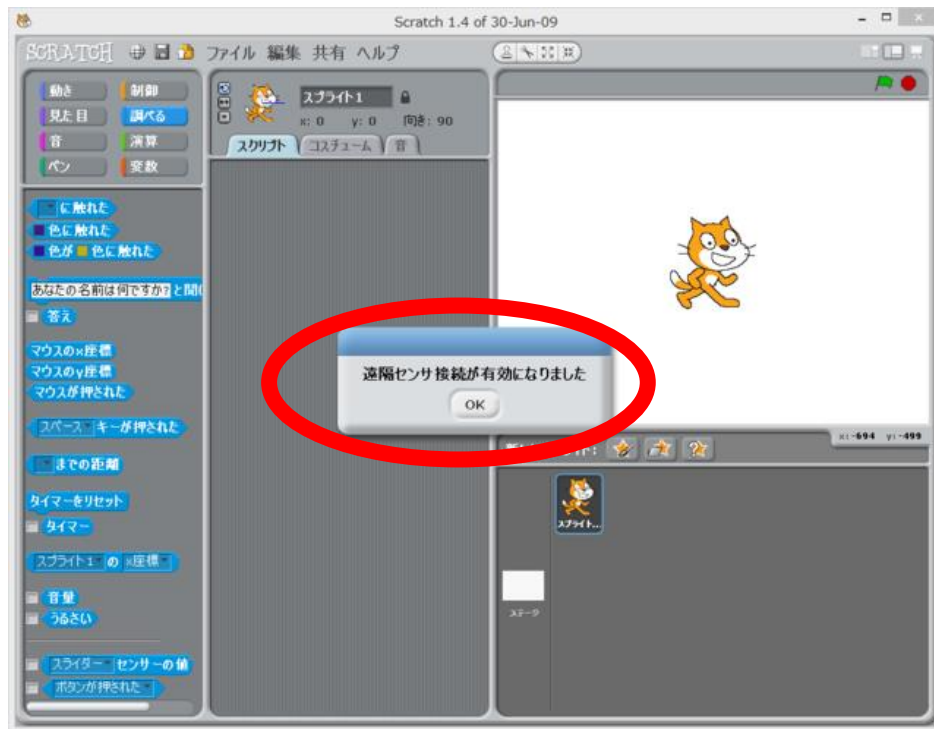 Scratch 1.4 of 30-Jun-09
SCRATCH ファイル 編集 共有 ヘルプ
動き 制御
見た目 調べる
音 演算
ペン 変数
スプライト1
x: 0 y: 0 向き: 90
スクリプト コスチューム 音
に触れた
色に触れた
色が 色に触れた
あなたの名前は何ですか? と聞く
答え
マウスのx座標
マウスのy座標
マウスが押された
スペース キーが押された
までの距離
タイマーをリセット
タイマー
スプライト1 の x座標
音量
うるさい
スライダー センサーの値
ボタンが押された
遠隔センサ接続が有効になりました
OK
x: -694 y: -499
スプライト...
ステージ